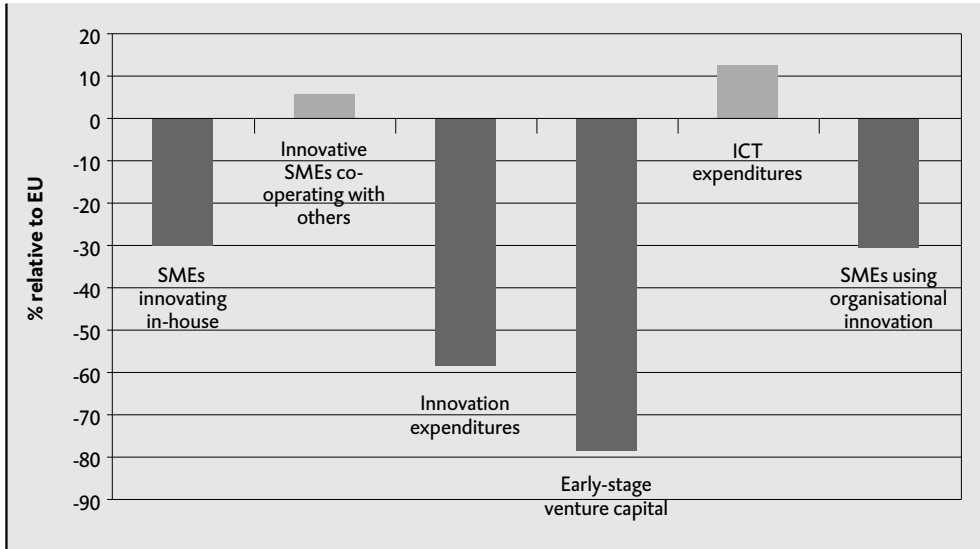 % relative to EU
20
10
0
-10
-20
-30
-40
-50
-60
-70
-80
-90
SMEs
innovating
in-house
Innovative
SMEs co-
operating with
others
Innovation
expenditures
Early-stage
venture capital
ICT
expenditures
SMEs using
organisational
innovation